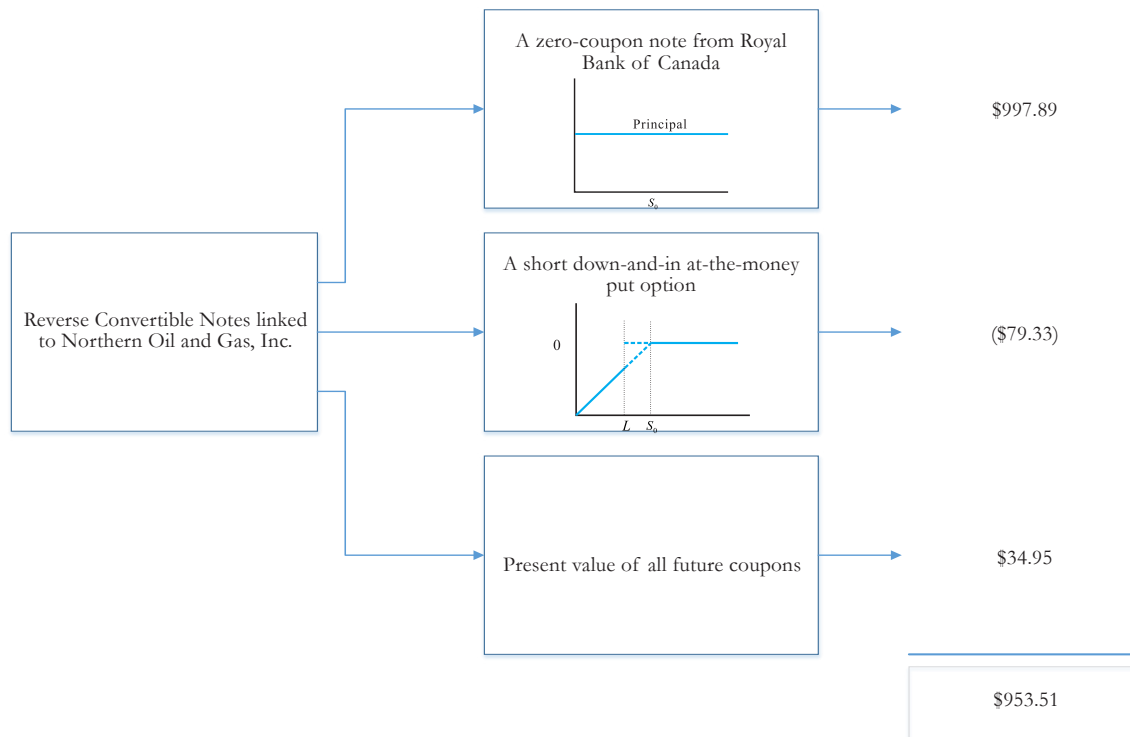 A zero-coupon note from Royal
Bank of Canada
Principal
S0
$997.89
Reverse Convertible Notes linked
to Northern Oil and Gas, Inc.
A short down-and-in at-the-money
put option
0
L S0
($79.33)
Present value of all future coupons
$34.95
$953.51